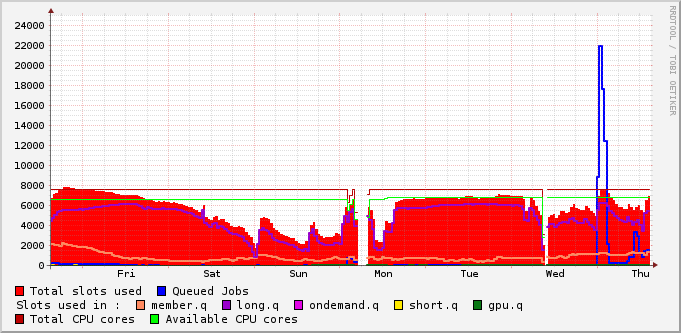 24000
22000
20000
18000
16000
14000
12000
10000
8000
6000
4000
2000
0
Fri Sat Sun Mon Tue Wed Thu
Total slots used Queued Jobs
Slots used in : member.q long.q ondemand.q short.q gpu.q
Total CPU cores Available CPU cores
RRDTOOL / TOBI OETIKER